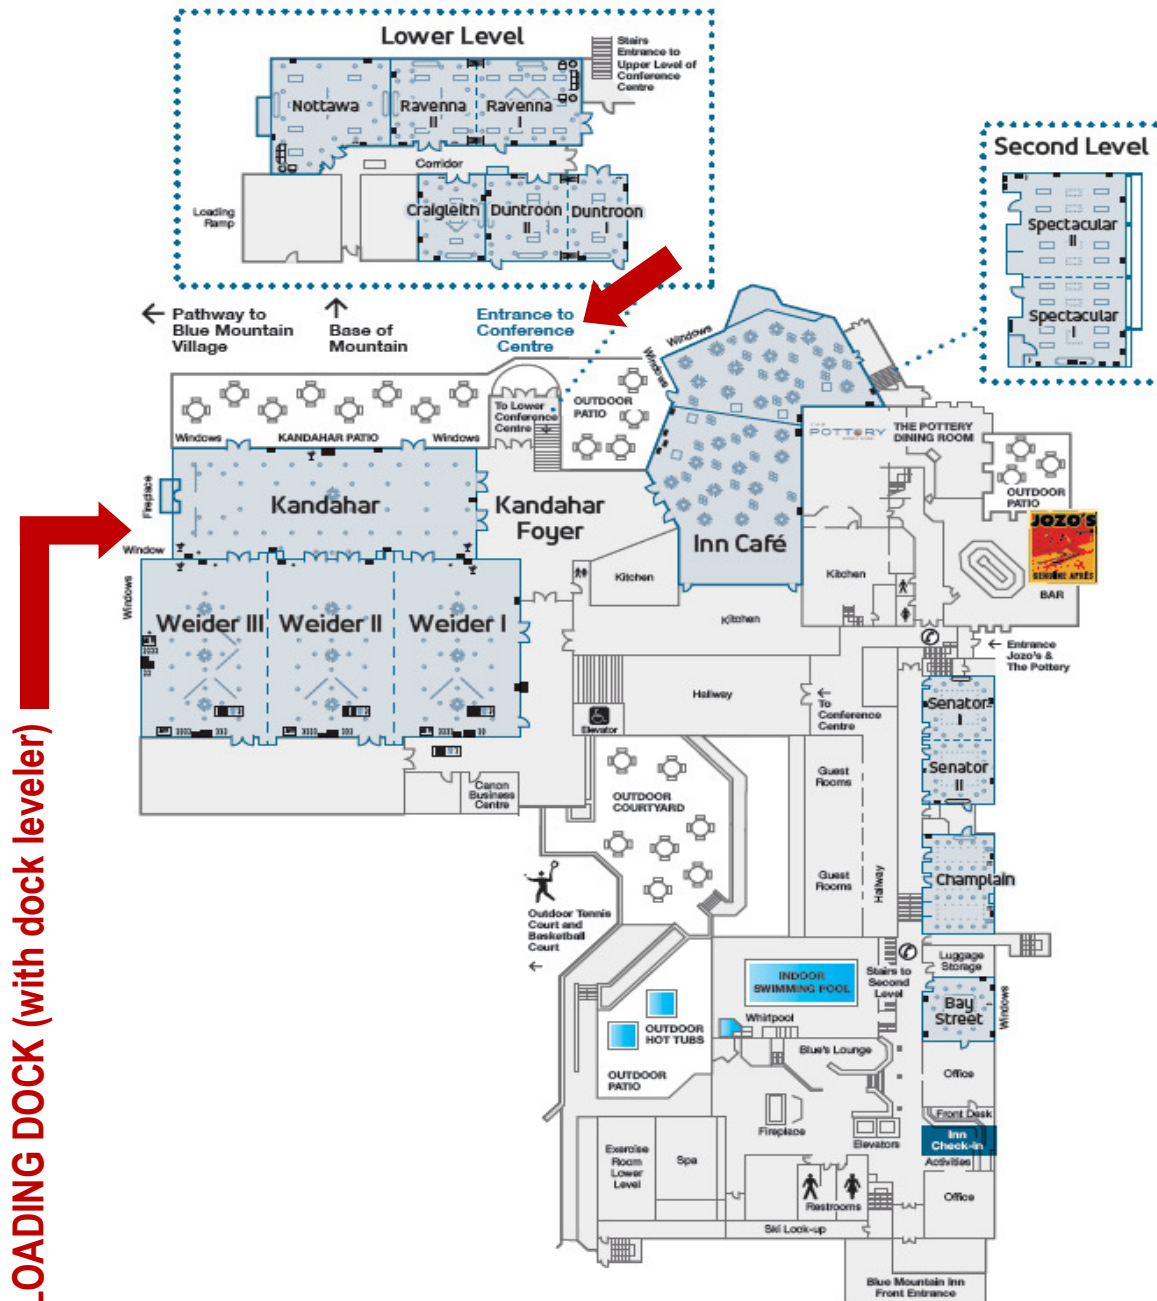 Lower Level
Stairs
Entrance to
Upper Level of
Conference
Centre
Nottawa
Ravenna
II
Ravenna
I
Corridor
Loading
Ramp
Craigleith
Duntroon
II
Duntroon
I
Second Level
Spectacular
II
Spectacular
I
← Pathway to
Blue Mountain
Village
↑
Base of
Mountain
Entrance to
Conference
Centre
Windows
Windows
To Lower
Conference
Centre
OUTDOOR
PATIO
Windows
KANDAHAR PATIO
Windows
THE
POTTERY
THE POTTERY
DINING ROOM
OUTDOOR
PATIO
Fireplace
Kandahar
Kandahar
Foyer
Inn Café
JOZO'S
GENUINE APRÈS
BAR
Window
Windows
Kitchen
Kitchen
Kitchen
Weider III
Weider II
Weider I
← Entrance
Jozo's &
The Pottery
Hallway
← To
Conference
Centre
Elevator
Senator
I
Senator
II
Canon
Business
Centre
OUTDOOR
COURTYARD
Guest
Rooms
Guest
Rooms
Hallway
Champlain
Outdoor Tennis
Court and
Basketball
Court
←
Luggage
Storage
INDOOR
SWIMMING POOL
Stairs to
Second
Level
Bay
Street
Windows
Whirlpool
OUTDOOR
HOT TUBS
OUTDOOR
PATIO
Blue's Lounge
Office
Front Desk
Inn
Check-in
Activities
Fireplace
Elevators
Exercise
Room
Lower
Level
Spa
Restrooms
Office
Ski Lock-up
Blue Mountain Inn
Front Entrance
LOADING DOCK (with dock leveler)